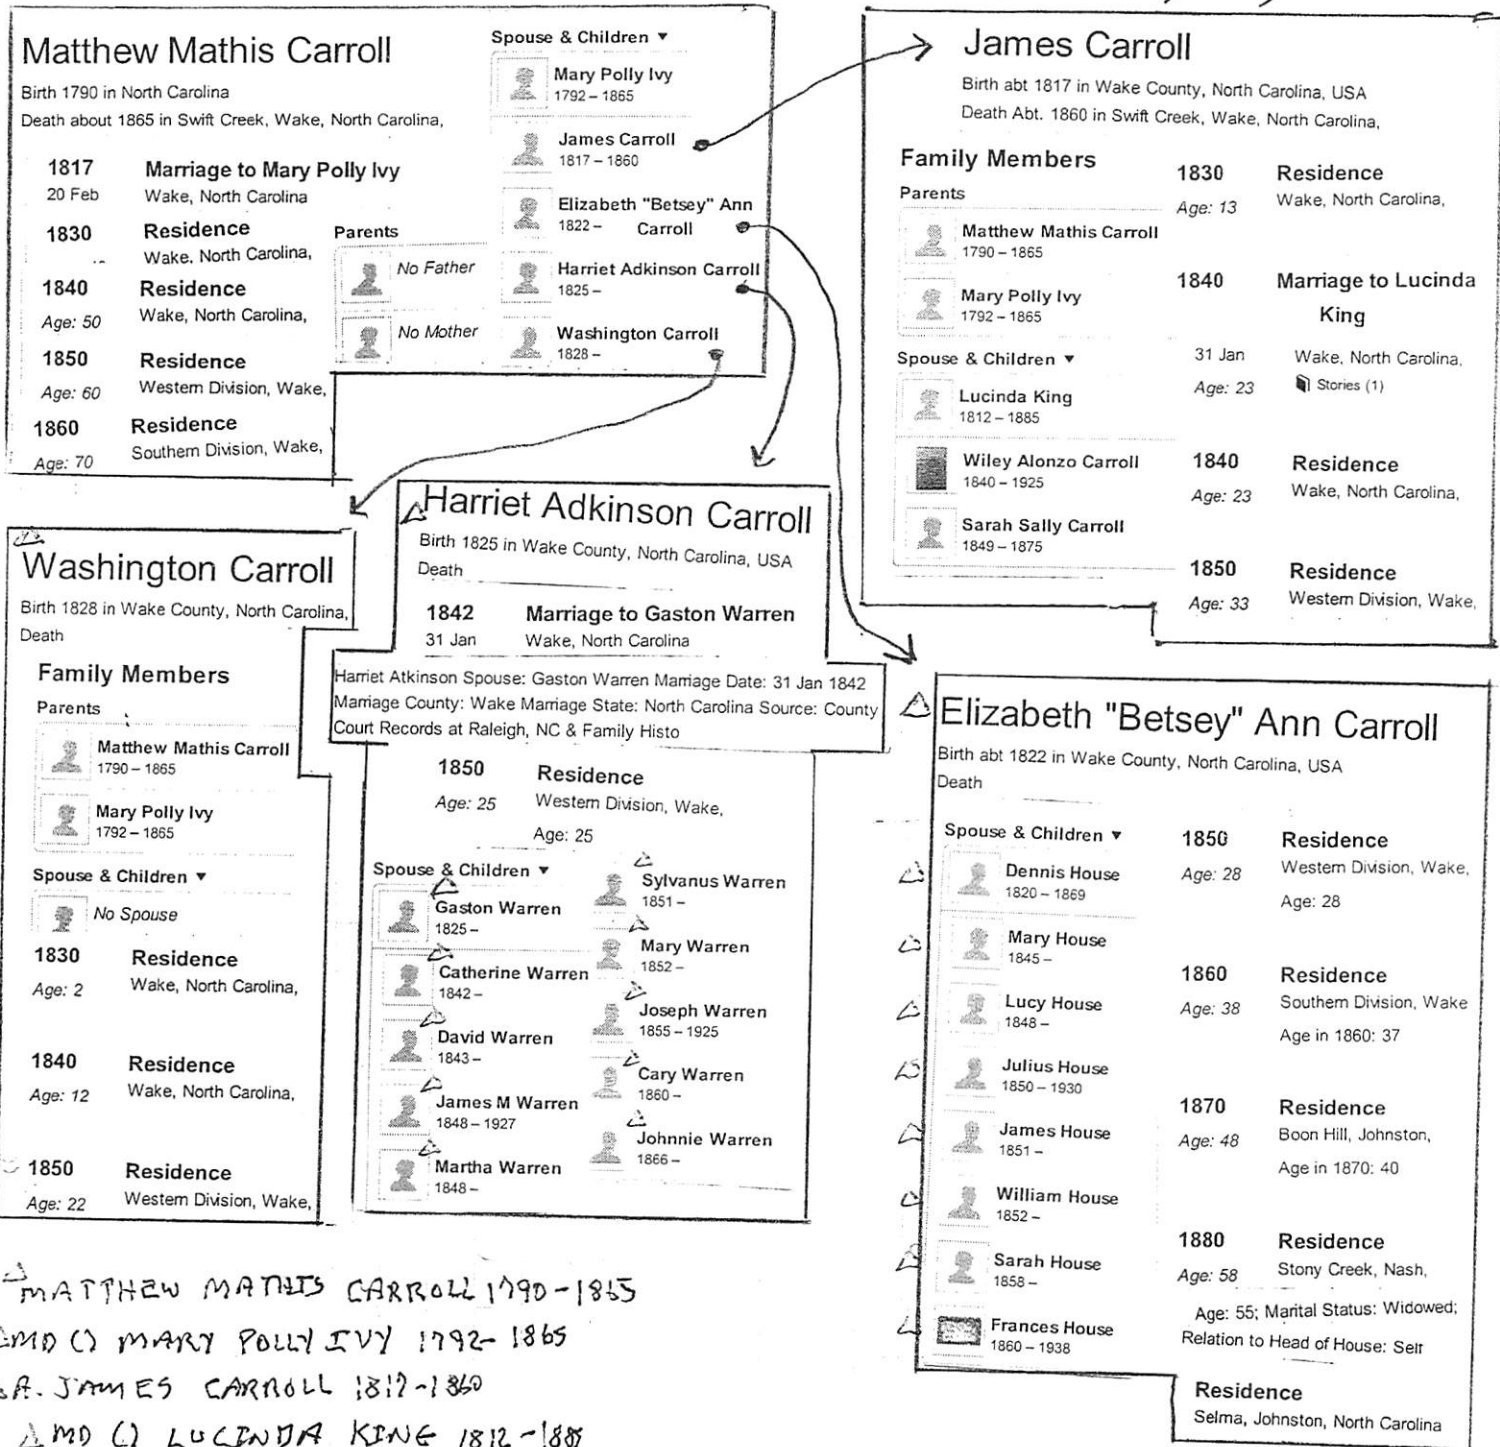 Matthew Mathis Carroll
Birth 1790 in North Carolina
Death about 1865 in Swift Creek, Wake, North Carolina,
1817 Marriage to Mary Polly Ivy
20 Feb Wake, North Carolina
1830 Residence
Wake, North Carolina,
1840 Residence
Age: 50 Wake, North Carolina,
1850 Residence
Age: 60 Western Division, Wake,
1860 Residence
Age: 70 Southern Division, Wake,
Parents
No Father
No Mother
Spouse & Children ▼
Mary Polly Ivy
1792 – 1865
James Carroll
1817 – 1860
Elizabeth "Betsey" Ann
1822 – Carroll
Harriet Adkinson Carroll
1825 –
Washington Carroll
1828 –
James Carroll
Birth abt 1817 in Wake County, North Carolina, USA
Death Abt. 1860 in Swift Creek, Wake, North Carolina,
Family Members
Parents
Matthew Mathis Carroll
1790 – 1865
Mary Polly Ivy
1792 – 1865
Spouse & Children ▼
Lucinda King
1812 – 1885
Wiley Alonzo Carroll
1840 – 1925
Sarah Sally Carroll
1849 – 1875
1830 Residence
Age: 13 Wake, North Carolina,
1840 Marriage to Lucinda
King
31 Jan Wake, North Carolina,
Age: 23 Stories (1)
1840 Residence
Age: 23 Wake, North Carolina,
1850 Residence
Age: 33 Western Division, Wake,
Washington Carroll
Birth 1828 in Wake County, North Carolina,
Death
Family Members
Parents
Matthew Mathis Carroll
1790 – 1865
Mary Polly Ivy
1792 – 1865
Spouse & Children ▼
No Spouse
1830 Residence
Age: 2 Wake, North Carolina,
1840 Residence
Age: 12 Wake, North Carolina,
1850 Residence
Age: 22 Western Division, Wake,
Harriet Adkinson Carroll
Birth 1825 in Wake County, North Carolina, USA
Death
1842 Marriage to Gaston Warren
31 Jan Wake, North Carolina
Harriet Atkinson Spouse: Gaston Warren Marriage Date: 31 Jan 1842
Marriage County: Wake Marriage State: North Carolina Source: County
Court Records at Raleigh, NC & Family Histo
1850 Residence
Age: 25 Western Division, Wake,
Age: 25
Spouse & Children ▼
Gaston Warren
1825 –
Catherine Warren
1842 –
David Warren
1843 –
James M Warren
1848 – 1927
Martha Warren
1848 –
Sylvanus Warren
1851 –
Mary Warren
1852 –
Joseph Warren
1855 – 1925
Cary Warren
1860 –
Johnnie Warren
1866 –
Elizabeth "Betsey" Ann Carroll
Birth abt 1822 in Wake County, North Carolina, USA
Death
Spouse & Children ▼
Dennis House
1820 – 1869
Mary House
1845 –
Lucy House
1848 –
Julius House
1850 – 1930
James House
1851 –
William House
1852 –
Sarah House
1858 –
Frances House
1860 – 1938
1850 Residence
Age: 28 Western Division, Wake,
Age: 28
1860 Residence
Age: 38 Southern Division, Wake
Age in 1860: 37
1870 Residence
Age: 48 Boon Hill, Johnston,
Age in 1870: 40
1880 Residence
Age: 58 Stony Creek, Nash,
Age: 55; Marital Status: Widowed;
Relation to Head of House: Self
Residence
Selma, Johnston, North Carolina
MATTHEW MATHIS CARROLL 1790-1865
MD () MARY POLLY IVY 1792-1865
A. JAMES CARROLL 1817-1860
MD () LUCINDA KING 1812-1885